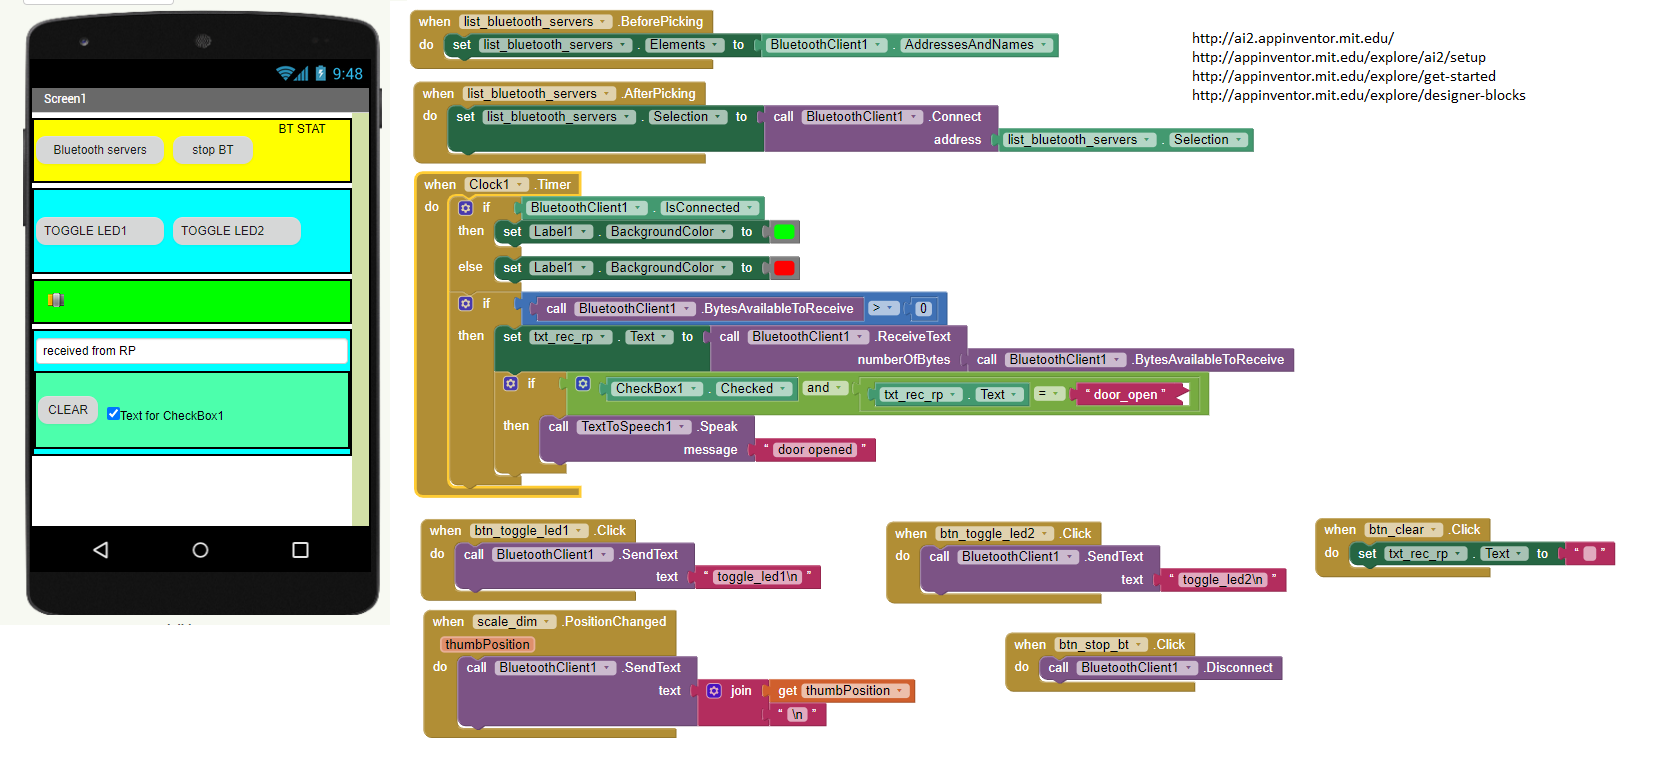 9:48
Screen1
BT STAT
Bluetooth servers stop BT
TOGGLE LED1 TOGGLE LED2
received from RP
CLEAR Text for CheckBox1
when list_bluetooth_servers .BeforePicking
do set list_bluetooth_servers . Elements to BluetoothClient1 . AddressesAndNames
when list_bluetooth_servers .AfterPicking
do set list_bluetooth_servers . Selection to call BluetoothClient1 .Connect
address list_bluetooth_servers . Selection
http://ai2.appinventor.mit.edu/
http://appinventor.mit.edu/explore/ai2/setup
http://appinventor.mit.edu/explore/get-started
http://appinventor.mit.edu/explore/designer-blocks
when Clock1 .Timer
do if BluetoothClient1 . IsConnected
then set Label1 . BackgroundColor to
else set Label1 . BackgroundColor to
if call BluetoothClient1 .BytesAvailableToReceive > 0
then set txt_rec_rp . Text to call BluetoothClient1 .ReceiveText
numberOfBytes call BluetoothClient1 .BytesAvailableToReceive
if CheckBox1 . Checked and txt_rec_rp . Text = " door_open "
then call TextToSpeech1 .Speak
message " door opened "
when btn_toggle_led1 .Click
do call BluetoothClient1 .SendText
text " toggle_led1\n "
when btn_toggle_led2 .Click
do call BluetoothClient1 .SendText
text " toggle_led2\n "
when btn_clear .Click
do set txt_rec_rp . Text to " "
when scale_dim .PositionChanged
thumbPosition
do call BluetoothClient1 .SendText
text join get thumbPosition
" \n "
when btn_stop_bt .Click
do call BluetoothClient1 .Disconnect